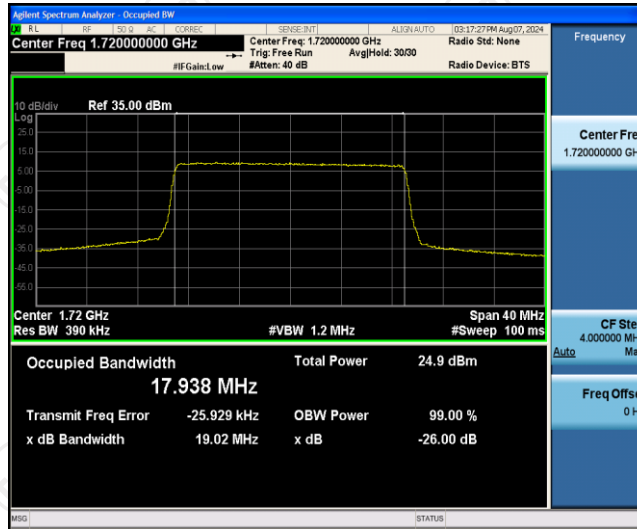 Agilent Spectrum Analyzer - Occupied BW
RL RF 50 Ω AC CORREC SENSE:INT ALIGN AUTO 03:17:27 PM Aug 07, 2024
Center Freq 1.720000000 GHz
Center Freq: 1.720000000 GHz
Radio Std: None
Trig: Free Run Avg|Hold: 30/30
#IFGain:Low #Atten: 40 dB Radio Device: BTS
Frequency
10 dB/div Ref 35.00 dBm
Log
25.0
15.0
5.00
-5.00
-15.0
-25.0
-35.0
-45.0
-55.0
Center Fre
1.720000000 GH
Center 1.72 GHz Span 40 MHz
Res BW 390 kHz #VBW 1.2 MHz #Sweep 100 ms
CF Ste
4.000000 MH
Auto Ma
Occupied Bandwidth Total Power 24.9 dBm
17.938 MHz
Transmit Freq Error -25.929 kHz OBW Power 99.00 %
x dB Bandwidth 19.02 MHz x dB -26.00 dB
Freq Offse
0 H
MSG STATUS